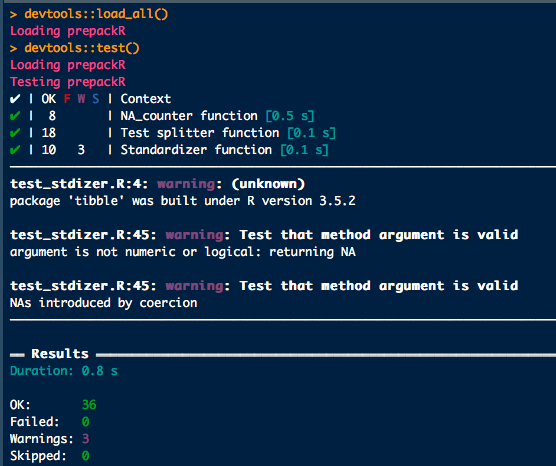 > devtools::load_all()
Loading prepackR
> devtools::test()
Loading prepackR
Testing prepackR
✔ | OK F W S | Context
✔ |  8       | NA_counter function [0.5 s]
✔ | 18       | Test splitter function [0.1 s]
✔ | 10   3   | Standardizer function [0.1 s]
test_stdizer.R:4: warning: (unknown)
package 'tibble' was built under R version 3.5.2
test_stdizer.R:45: warning: Test that method argument is valid
argument is not numeric or logical: returning NA
test_stdizer.R:45: warning: Test that method argument is valid
NAs introduced by coercion
══ Results ══
Duration: 0.8 s
OK:       36
Failed:   0
Warnings: 3
Skipped:  0